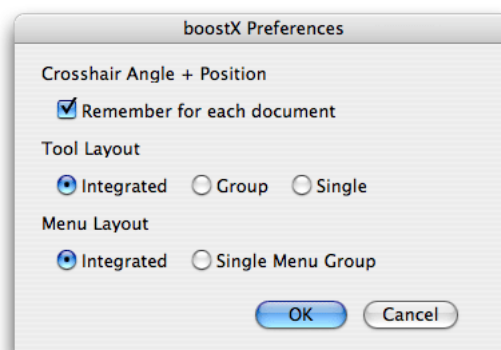 boostX Preferences
Crosshair Angle + Position
Remember for each document
Tool Layout
Integrated Group Single
Menu Layout
Integrated Single Menu Group
OK Cancel